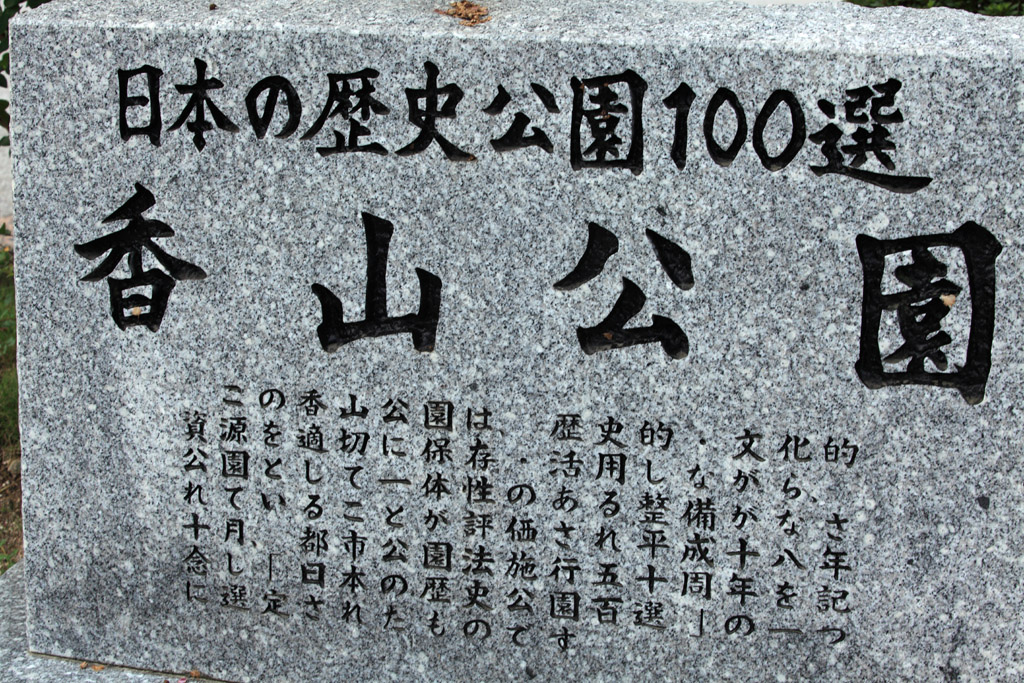 日本の歴史公園100選
香山公園
この香山公園は、歴史的・文化的
資源を適切に保存・活用しながら、
公園として一体性のある整備がなさ
れていることが評価され平成十八年
十月、都市公園法施行五十周年を記
念し「日本の歴史公園百選」の一つ
に選定されたものです